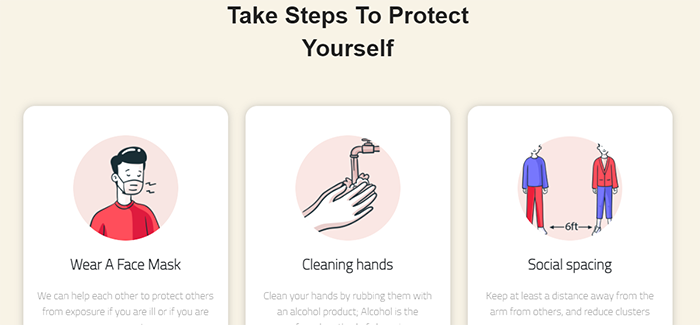 Take Steps To Protect
Yourself
6ft
Wear A Face Mask
We can help each other to protect others
from exposure if you are ill or if you are
Cleaning hands
Clean your hands by rubbing them with
an alcohol product; Alcohol is the
Social spacing
Keep at least a distance away from the
arm from others, and reduce clusters